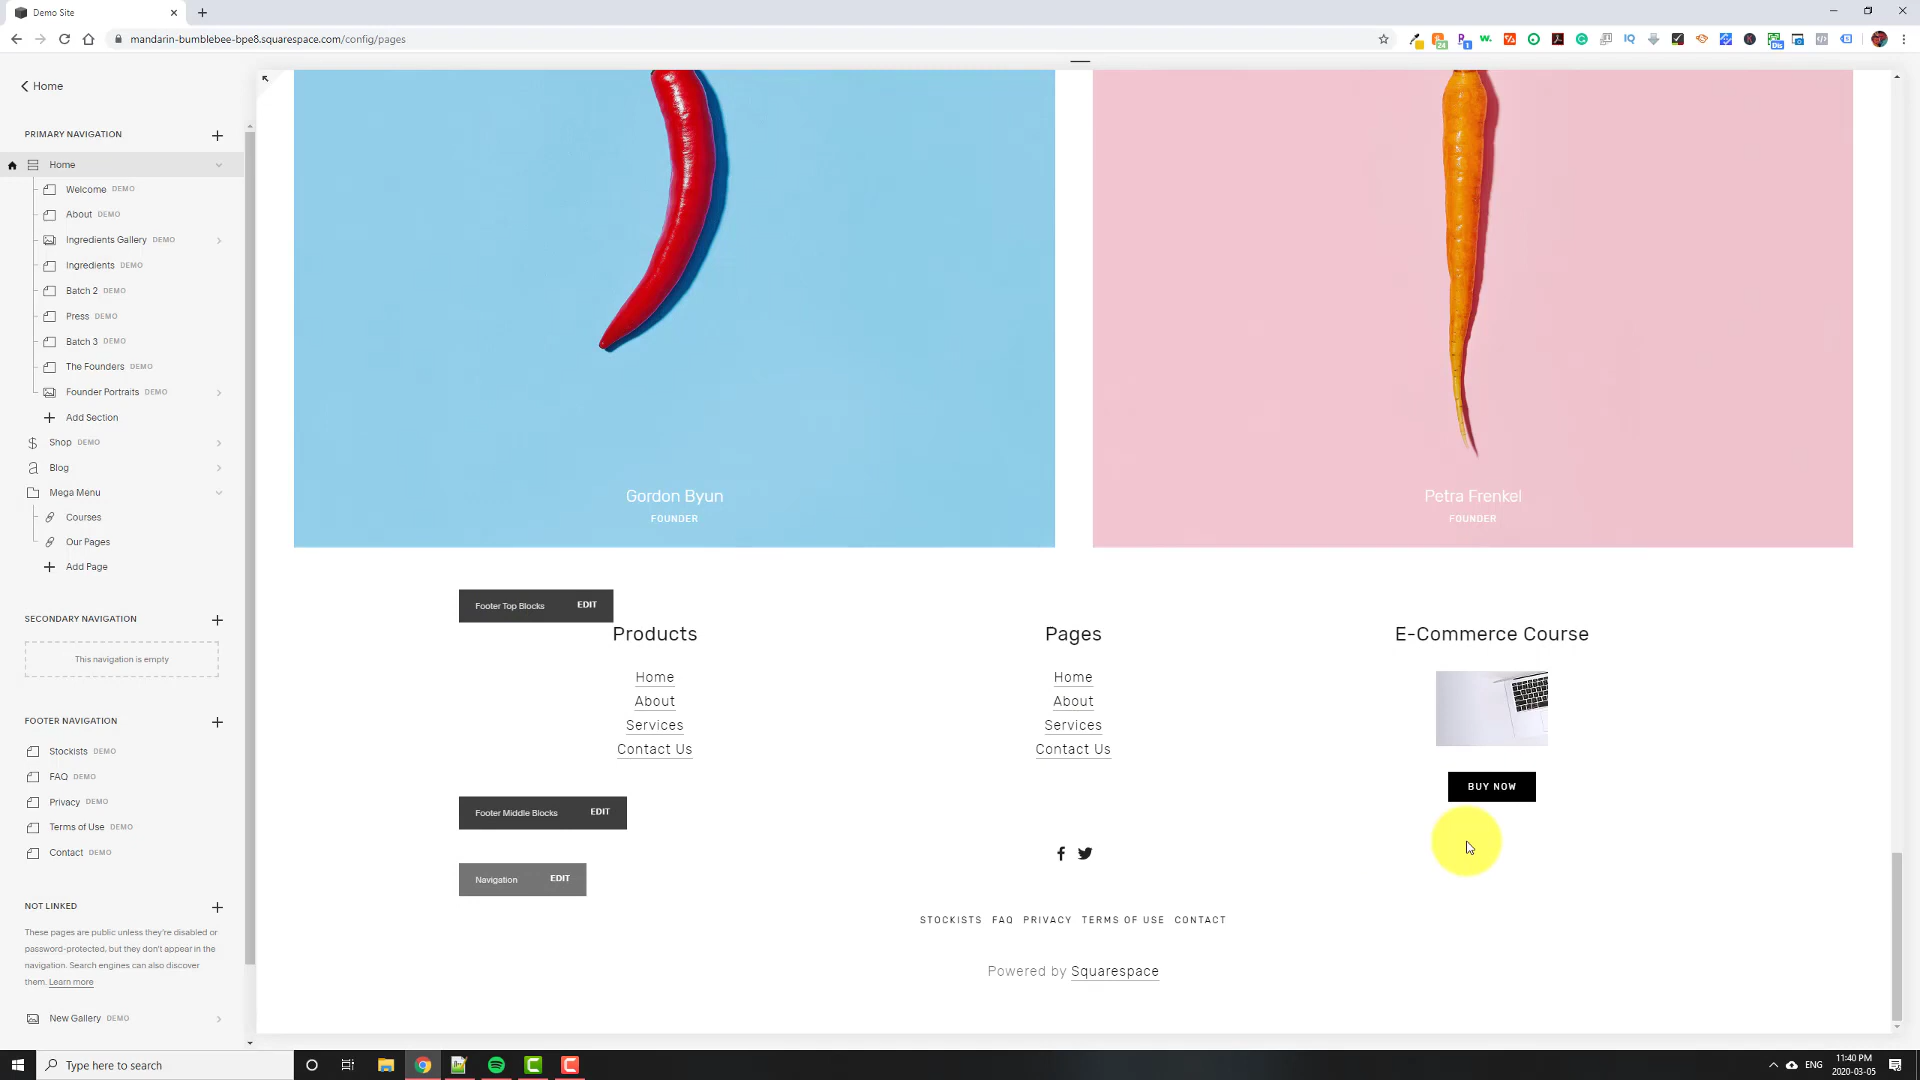 Demo Site
mandarin-bumblebee-bpe8.squarespace.com/config/pages
Home
PRIMARY NAVIGATION
Home
Welcome DEMO
About DEMO
Ingredients Gallery DEMO
Ingredients DEMO
Batch 2 DEMO
Press DEMO
Batch 3 DEMO
The Founders DEMO
Founder Portraits DEMO
Add Section
Shop DEMO
Blog
Mega Menu
Courses
Our Pages
Add Page
SECONDARY NAVIGATION
This navigation is empty
FOOTER NAVIGATION
Stockists DEMO
FAQ DEMO
Privacy DEMO
Terms of Use DEMO
Contact DEMO
NOT LINKED
These pages are public unless they're disabled or
password-protected, but they don't appear in the
navigation. Search engines can also discover
them. Learn more
New Gallery DEMO
Gordon Byun
FOUNDER
Petra Frenkel
FOUNDER
Footer Top Blocks EDIT
Products
Home
About
Services
Contact Us
Pages
Home
About
Services
Contact Us
E-Commerce Course
BUY NOW
Footer Middle Blocks EDIT
Navigation EDIT
STOCKISTS FAQ PRIVACY TERMS OF USE CONTACT
Powered by Squarespace
Type here to search
ENG
11:40 PM
2020-03-05